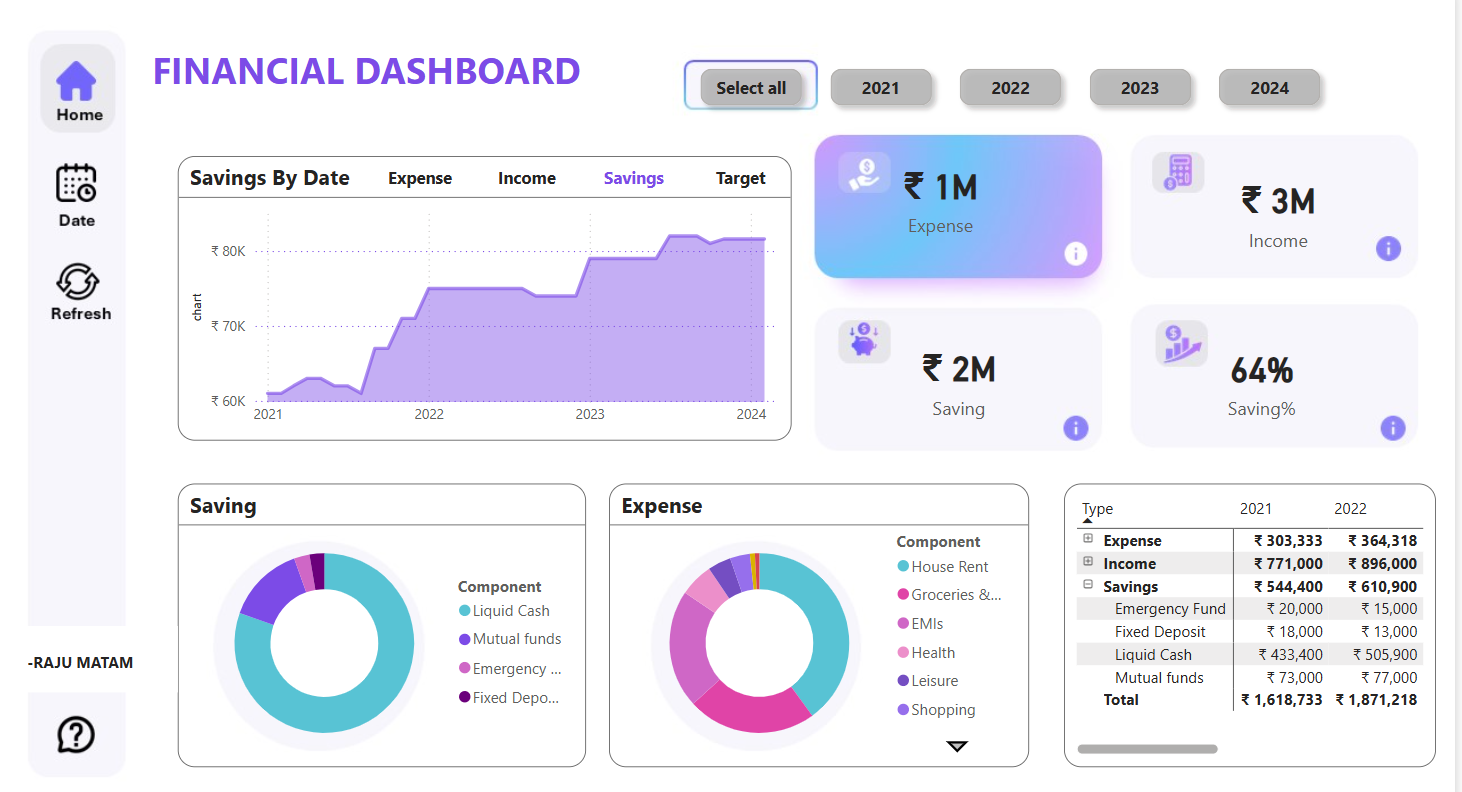 Home
Date
Refresh
-RAJU MATAM
FINANCIAL DASHBOARD
Select all 2021 2022 2023 2024
Savings By Date Expense Income Savings Target
chart
₹ 80K
₹ 70K
₹ 60K
2021 2022 2023 2024
₹ 1M
Expense
₹ 3M
Income
₹ 2M
Saving
64%
Saving%
Saving
Component
Liquid Cash
Mutual funds
Emergency ...
Fixed Depo...
Expense
Component
House Rent
Groceries &...
EMIs
Health
Leisure
Shopping
Type 2021 2022
Expense ₹ 303,333 ₹ 364,318
Income ₹ 771,000 ₹ 896,000
Savings ₹ 544,400 ₹ 610,900
Emergency Fund ₹ 20,000 ₹ 15,000
Fixed Deposit ₹ 18,000 ₹ 13,000
Liquid Cash ₹ 433,400 ₹ 505,900
Mutual funds ₹ 73,000 ₹ 77,000
Total ₹ 1,618,733 ₹ 1,871,218